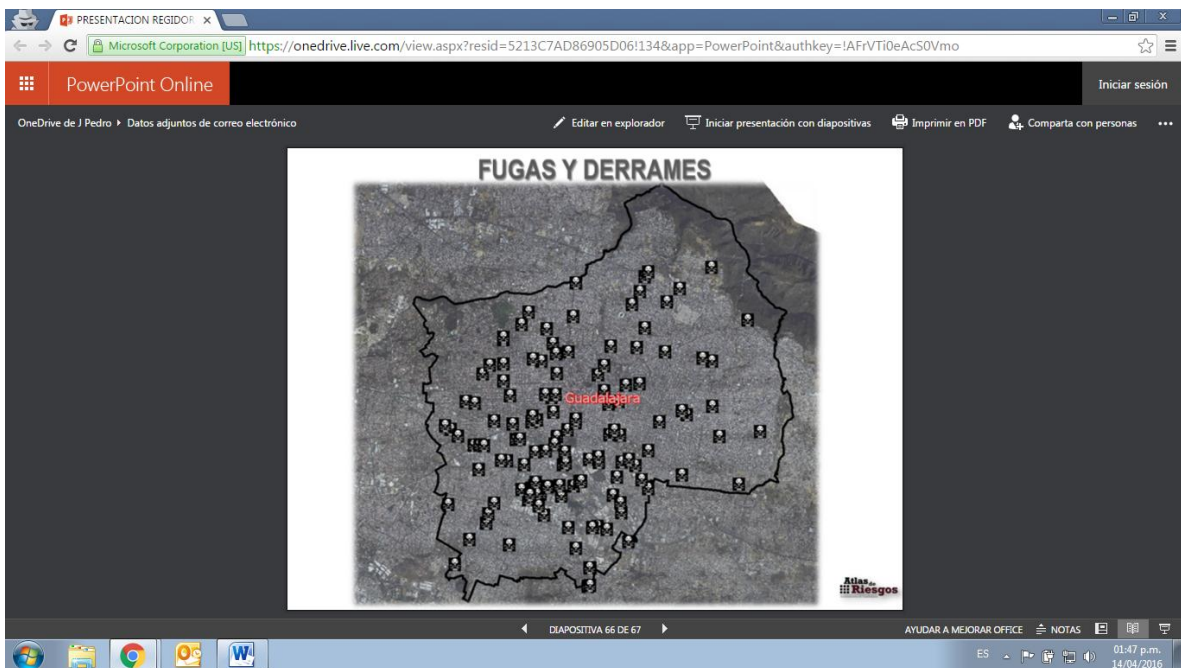 PRESENTACION REGIDOR
Microsoft Corporation [US] https://onedrive.live.com/view.aspx?resid=5213C7AD86905D06!134&app=PowerPoint&authkey=!AFrVTi0eAcS0Vmo
PowerPoint Online
Iniciar sesión
OneDrive de J Pedro ▸ Datos adjuntos de correo electrónico
Editar en explorador
Iniciar presentación con diapositivas
Imprimir en PDF
Comparta con personas
FUGAS Y DERRAMES
Guadalajara
Atlas de
Riesgos
DIAPOSITIVA 66 DE 67
AYUDAR A MEJORAR OFFICE
NOTAS
ES
01:47 p.m.
14/04/2016